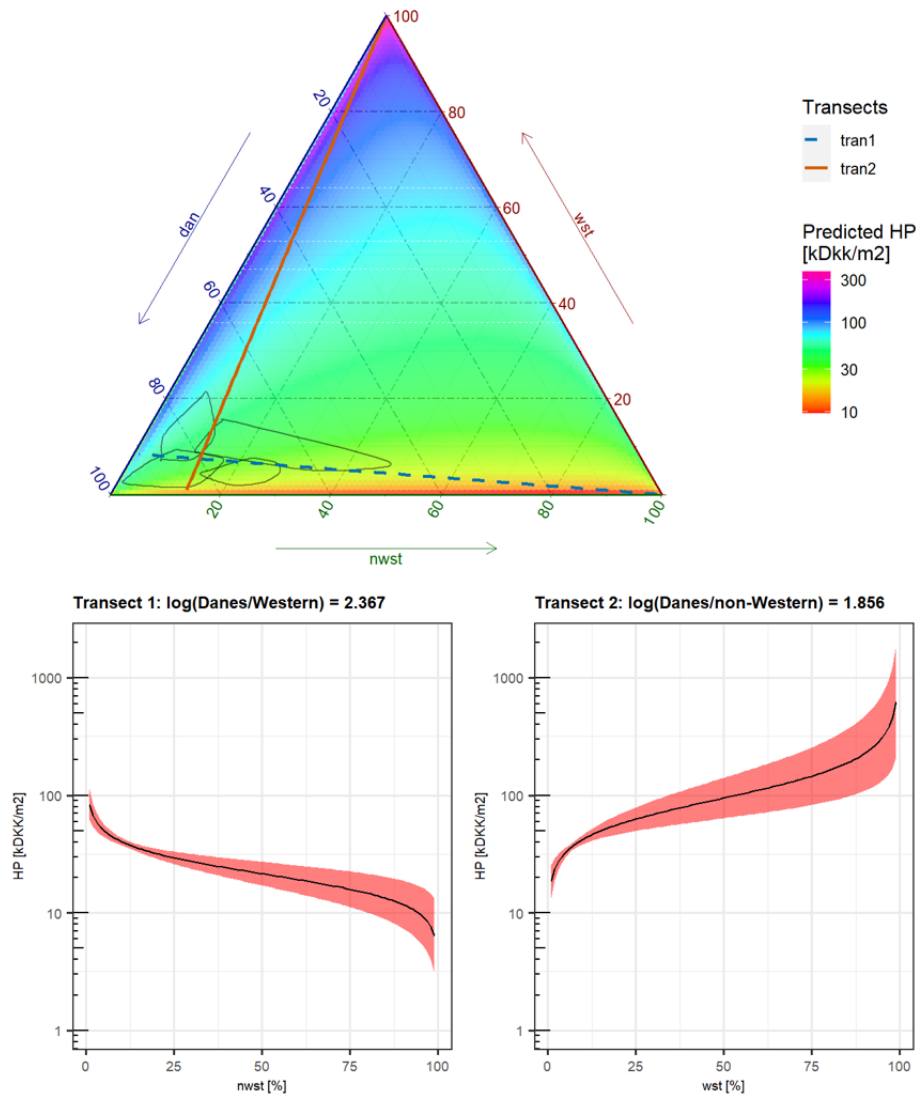 100
20
80
Transects
tran1
tran2
40
dan
wst
60
60
Predicted HP
[kDkk/m2]
300
100
30
10
40
80
20
100
20
40
60
80
100
nwst
Transect 1: log(Danes/Western) = 2.367
1000
100
10
1
HP [kDKK/m2]
0
25
50
75
100
nwst [%]
Transect 2: log(Danes/non-Western) = 1.856
1000
100
10
1
HP [kDKK/m2]
0
25
50
75
100
wst [%]